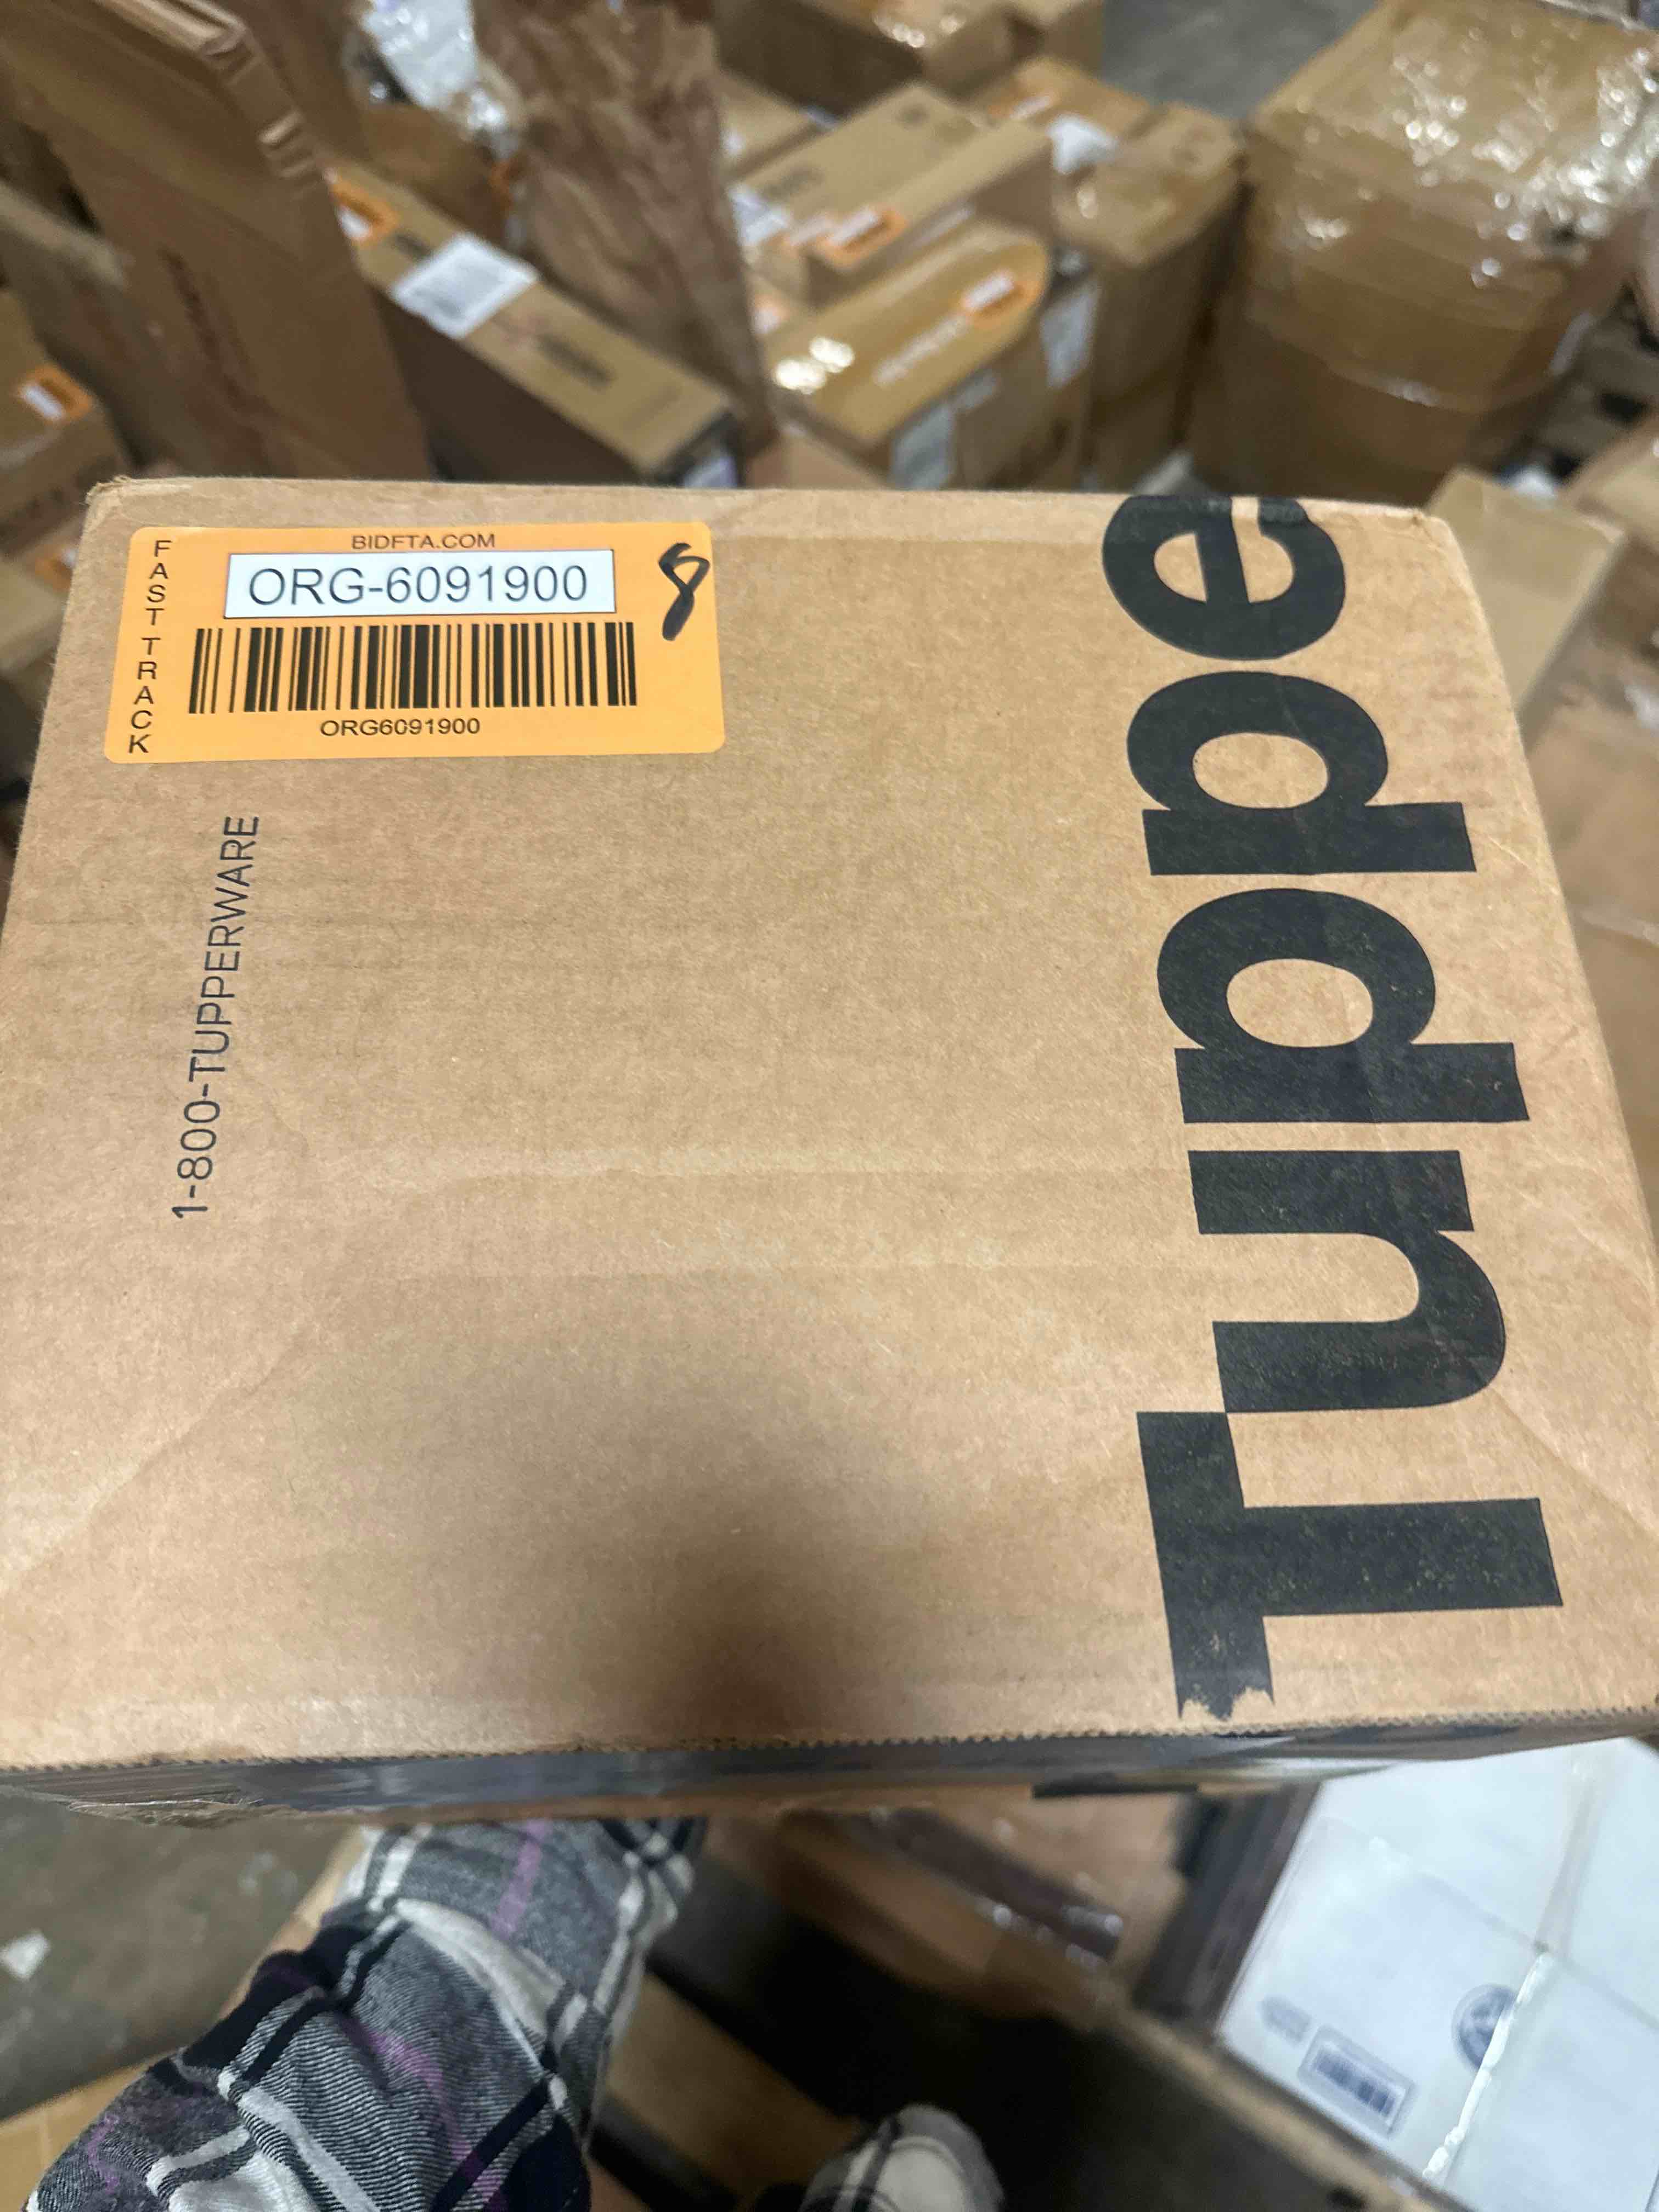 BIDFTA.COM
FAST TRACK
ORG-6091900
8
ORG6091900
1-800-TUPPERWARE
Tuppe